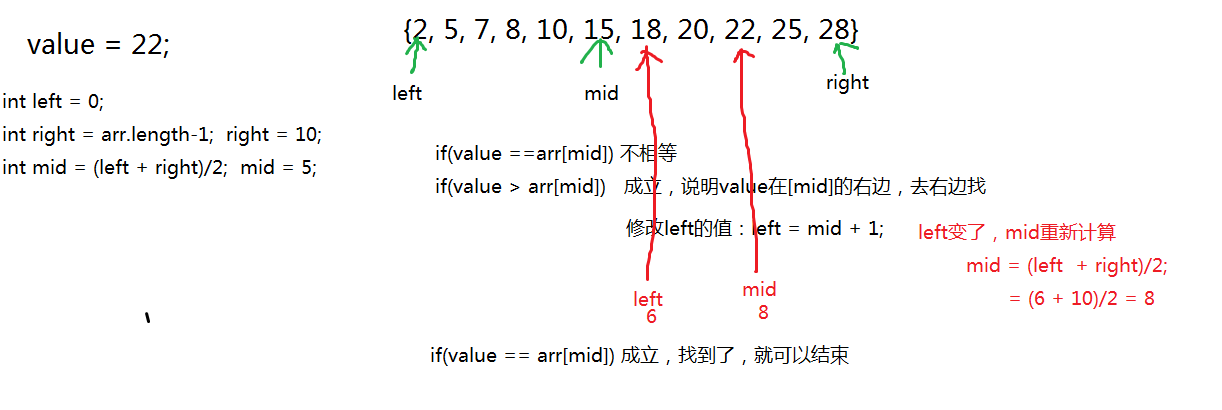 value = 22;
{2, 5, 7, 8, 10, 15, 18, 20, 22, 25, 28}
left
mid
right
int left = 0;
int right = arr.length-1;  right = 10;
int mid = (left + right)/2;  mid = 5;
if(value ==arr[mid]) 不相等
if(value > arr[mid])   成立，说明value在[mid]的右边，去右边找
修改left的值：left = mid + 1;
left变了，mid重新计算
mid = (left  + right)/2;
= (6 + 10)/2 = 8
left
6
mid
8
if(value == arr[mid]) 成立，找到了，就可以结束